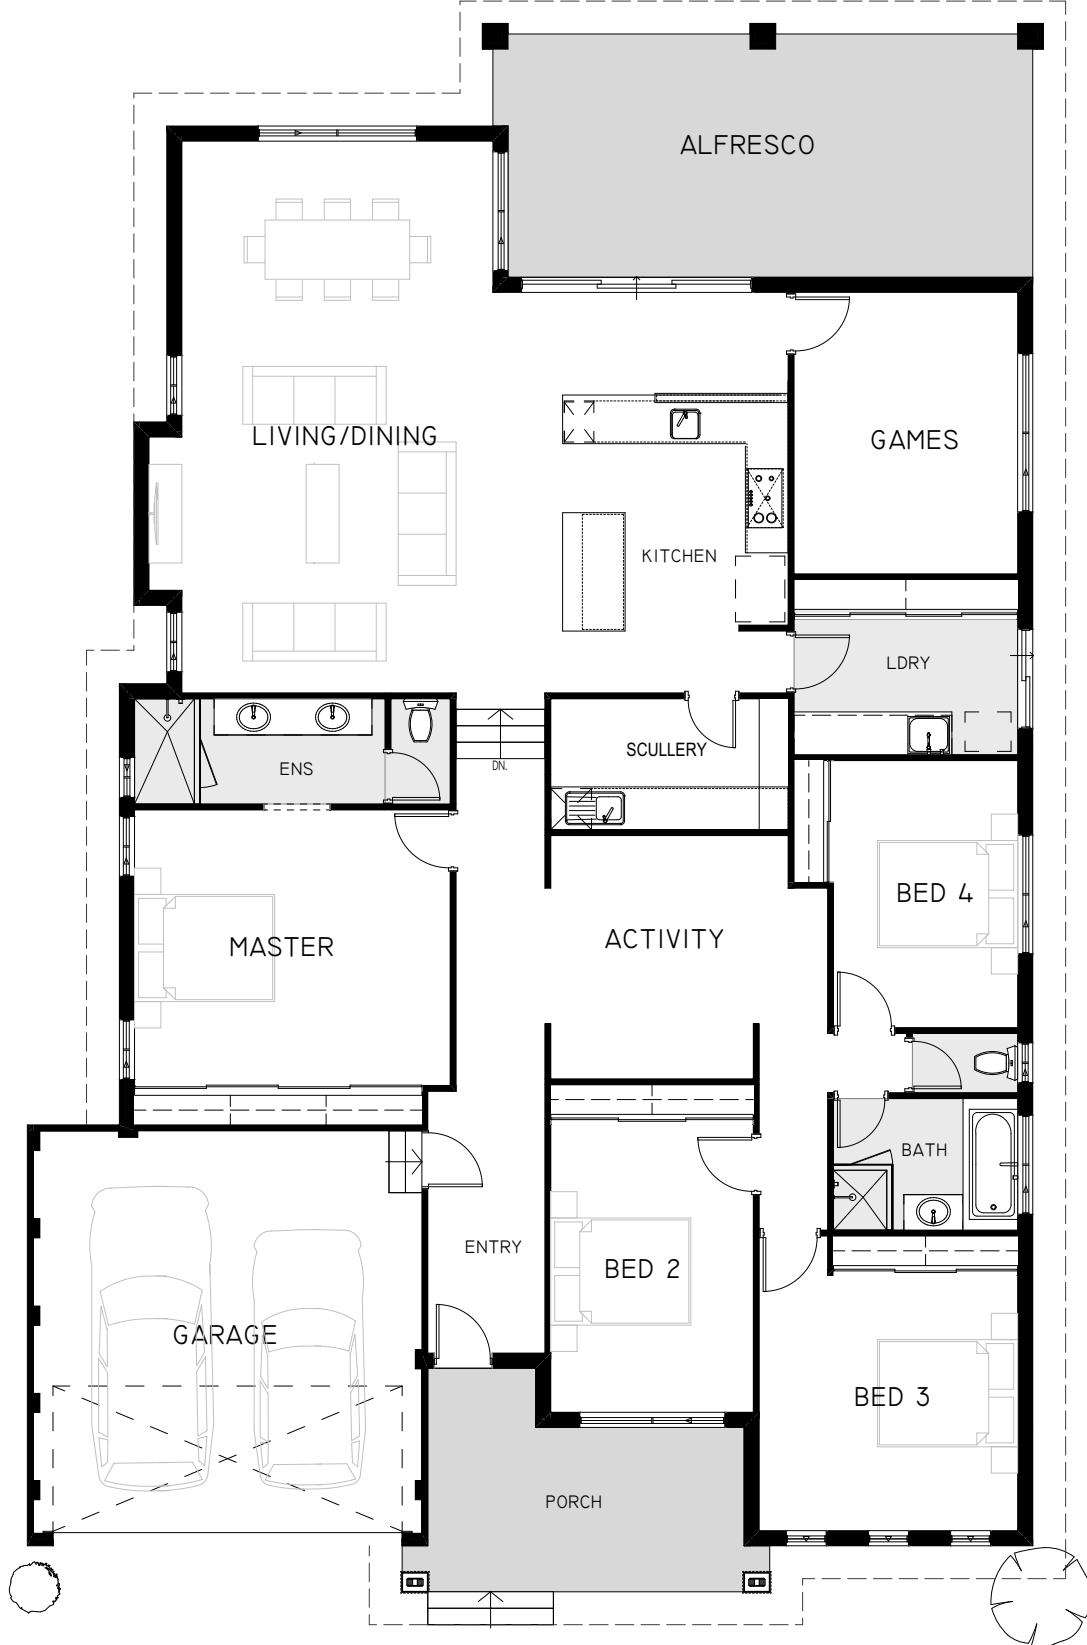 ALFRESCO
LIVING/DINING
GAMES
KITCHEN
LDRY
SCULLERY
ENS
DN.
BED 4
ACTIVITY
MASTER
BATH
ENTRY
BED 2
GARAGE
BED 3
PORCH